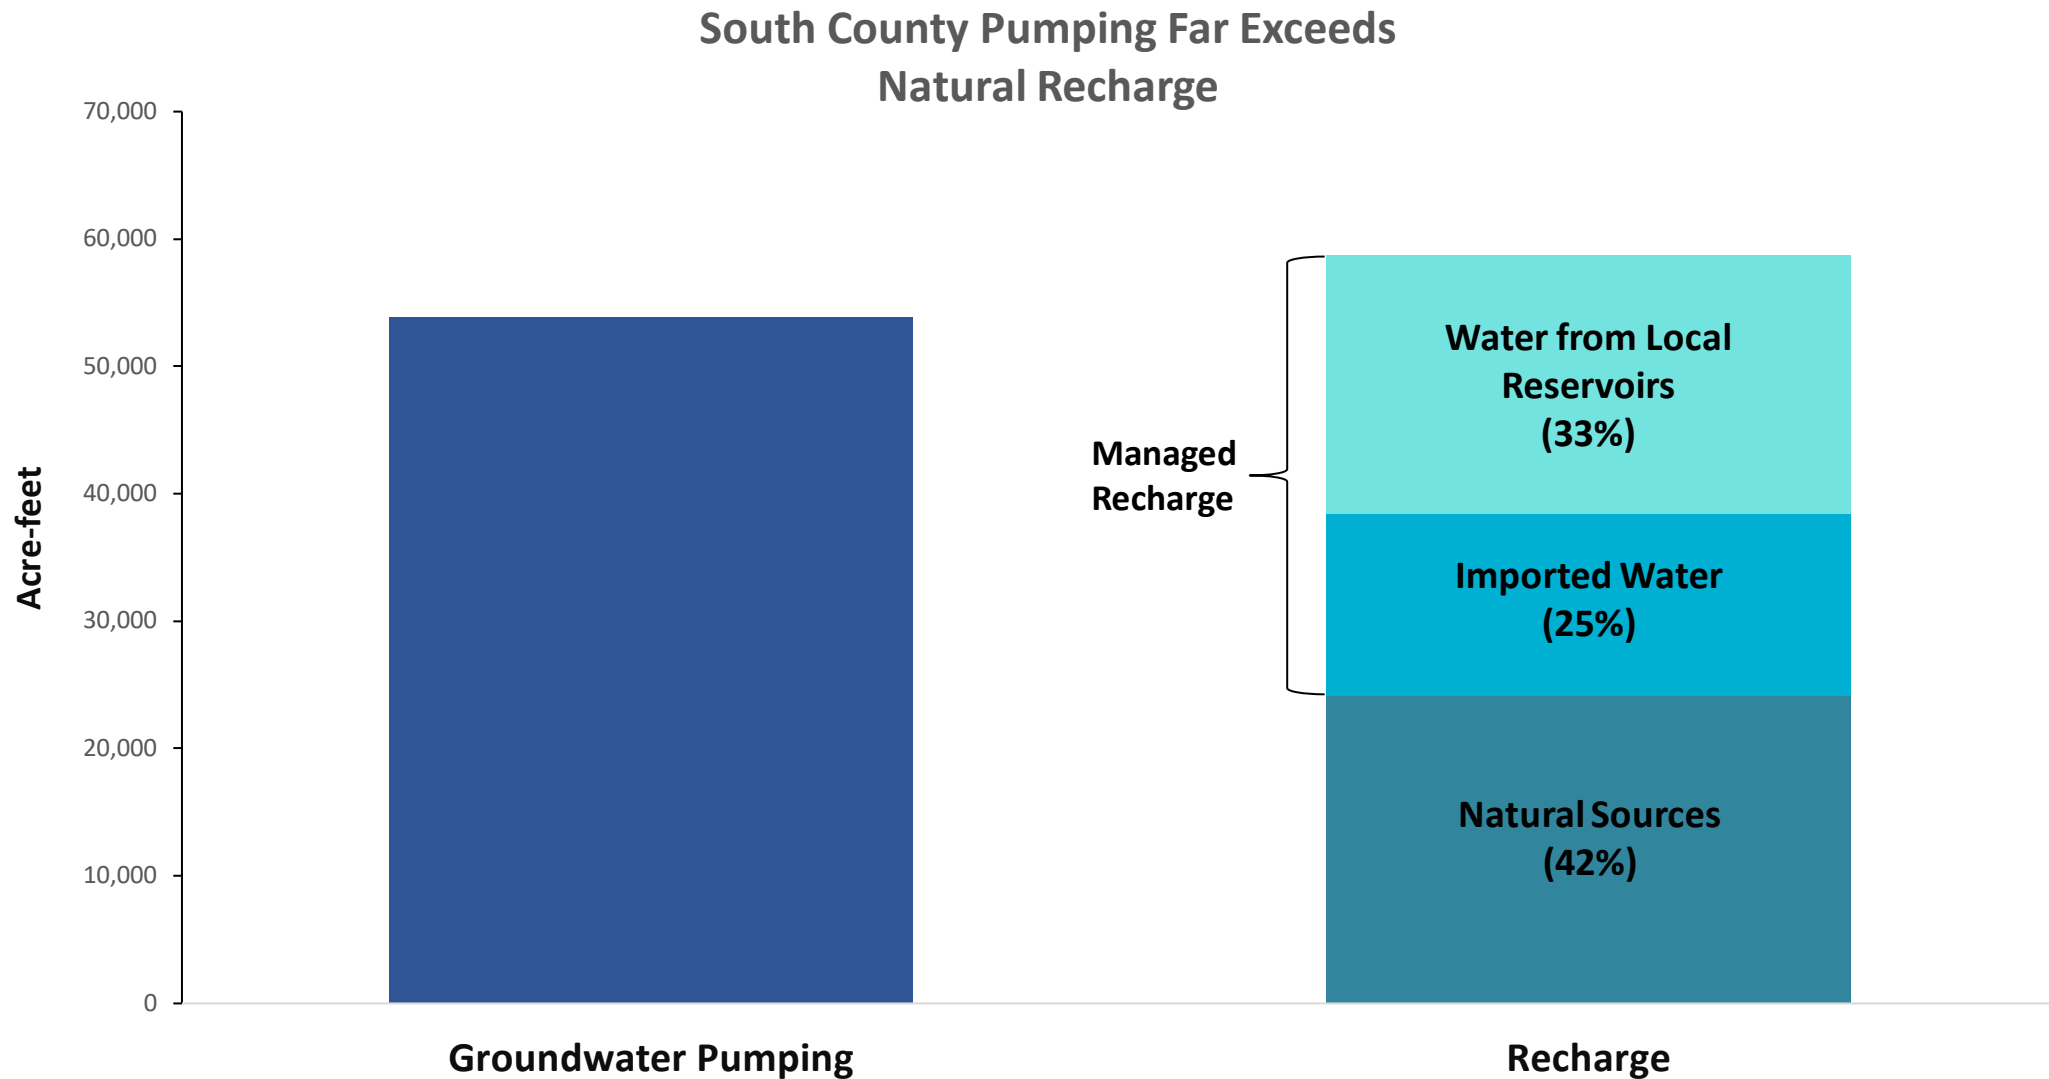 South County Pumping Far Exceeds
Natural Recharge
70,000
60,000
50,000
40,000
30,000
20,000
10,000
0
Acre-feet
Managed
Recharge
Water from Local
Reservoirs
(33%)
Imported Water
(25%)
Natural Sources
(42%)
Groundwater Pumping
Recharge